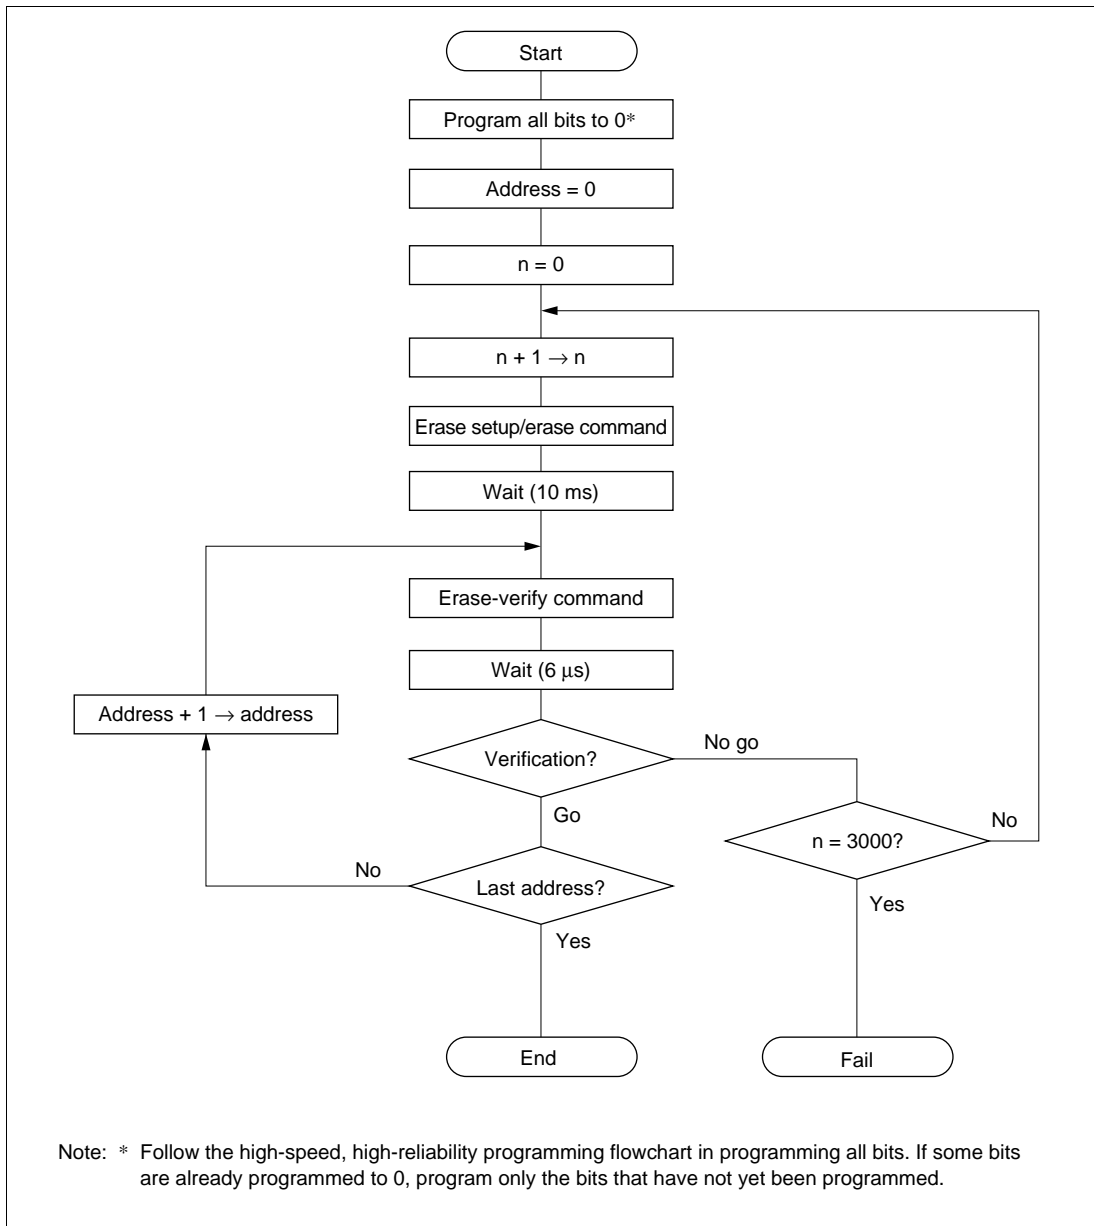 Start
Program all bits to 0*
Address = 0
n = 0
n + 1 → n
Erase setup/erase command
Wait (10 ms)
Erase-verify command
Wait (6 μs)
Address + 1 → address
Verification?
No go
Go
n = 3000?
No
No
Last address?
Yes
Yes
End
Fail
Note: * Follow the high-speed, high-reliability programming flowchart in programming all bits. If some bits
are already programmed to 0, program only the bits that have not yet been programmed.